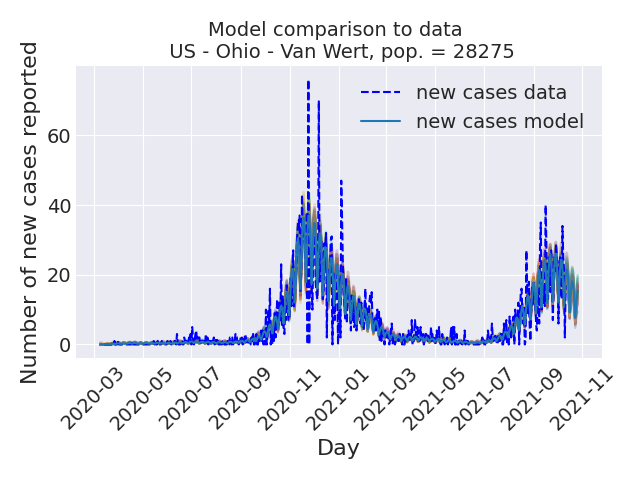 Model comparison to data
US - Ohio - Van Wert, pop. = 28275
Number of new cases reported
60
40
20
0
new cases data
new cases model
2020-03
2020-05
2020-07
2020-09
2020-11
2021-01
2021-03
2021-05
2021-07
2021-09
2021-11
Day